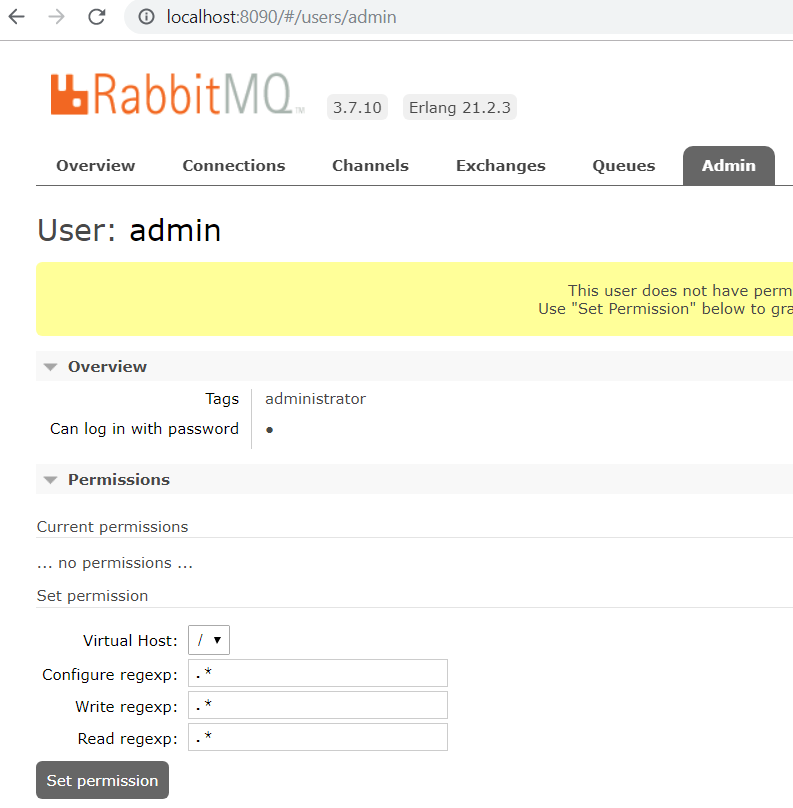 localhost:8090/#/users/admin
RabbitMQ TM 3.7.10 Erlang 21.2.3
Overview Connections Channels Exchanges Queues Admin
User: admin
This user does not have perm
Use "Set Permission" below to gra
Overview
Tags administrator
Can log in with password ●
Permissions
Current permissions
... no permissions ...
Set permission
Virtual Host: / ▼
Configure regexp: .*
Write regexp: .*
Read regexp: .*
Set permission